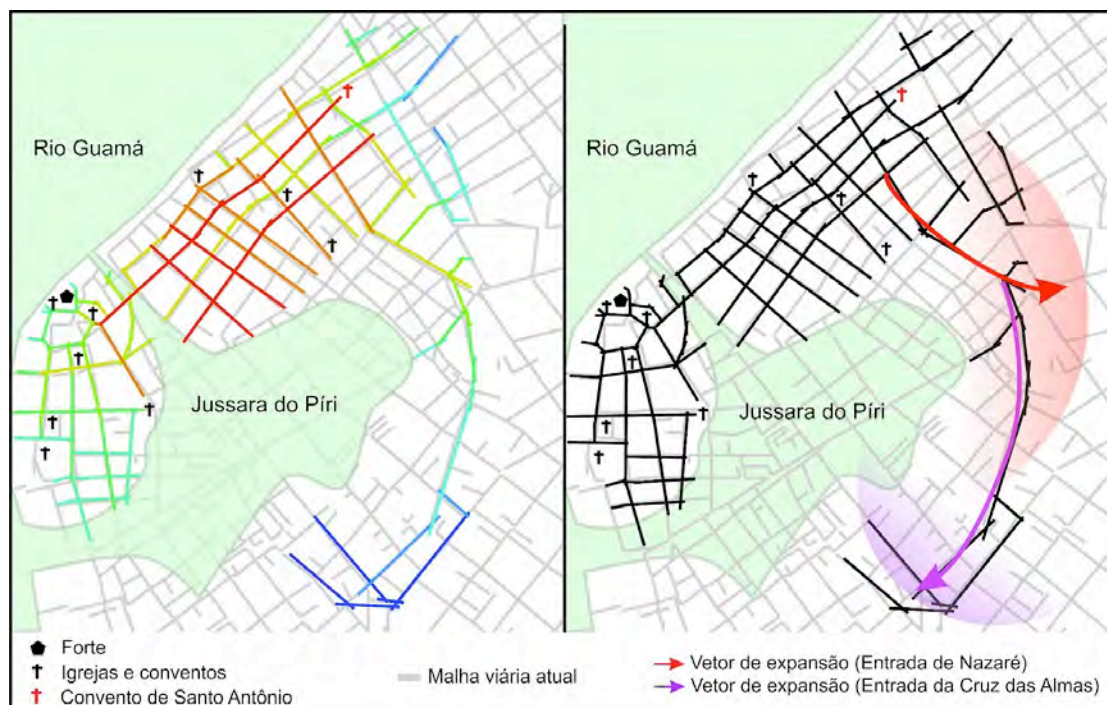 Rio Guamá
Jussara do Píri
Rio Guamá
Jussara do Píri
Forte
Igrejas e conventos
Convento de Santo Antônio
Malha viária atual
Vetor de expansão (Entrada de Nazaré)
Vetor de expansão (Entrada da Cruz das Almas)